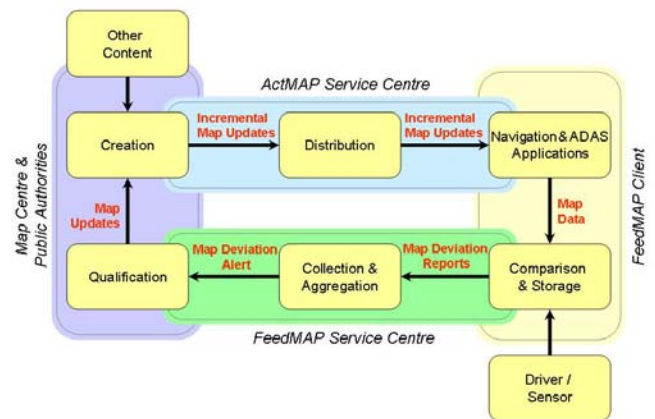 Other
Content
ActMAP Service Centre
Incremental
Map Updates
Incremental
Map Updates
Creation
Distribution
Navigation & ADAS
Applications
Map Centre &
Public Authorities
Map
Updates
Map
Data
FeedMAP Client
Map Deviation
Alert
Map Deviation
Reports
Qualification
Collection &
Aggregation
Comparison
& Storage
FeedMAP Service Centre
Driver /
Sensor